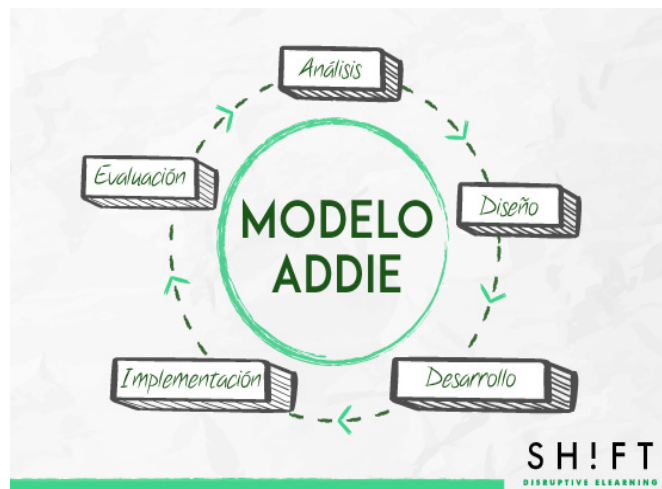 Análisis
Evaluación
Diseño
MODELO
ADDIE
Implementación
Desarrollo
SH!FT
DISRUPTIVE ELEARNING